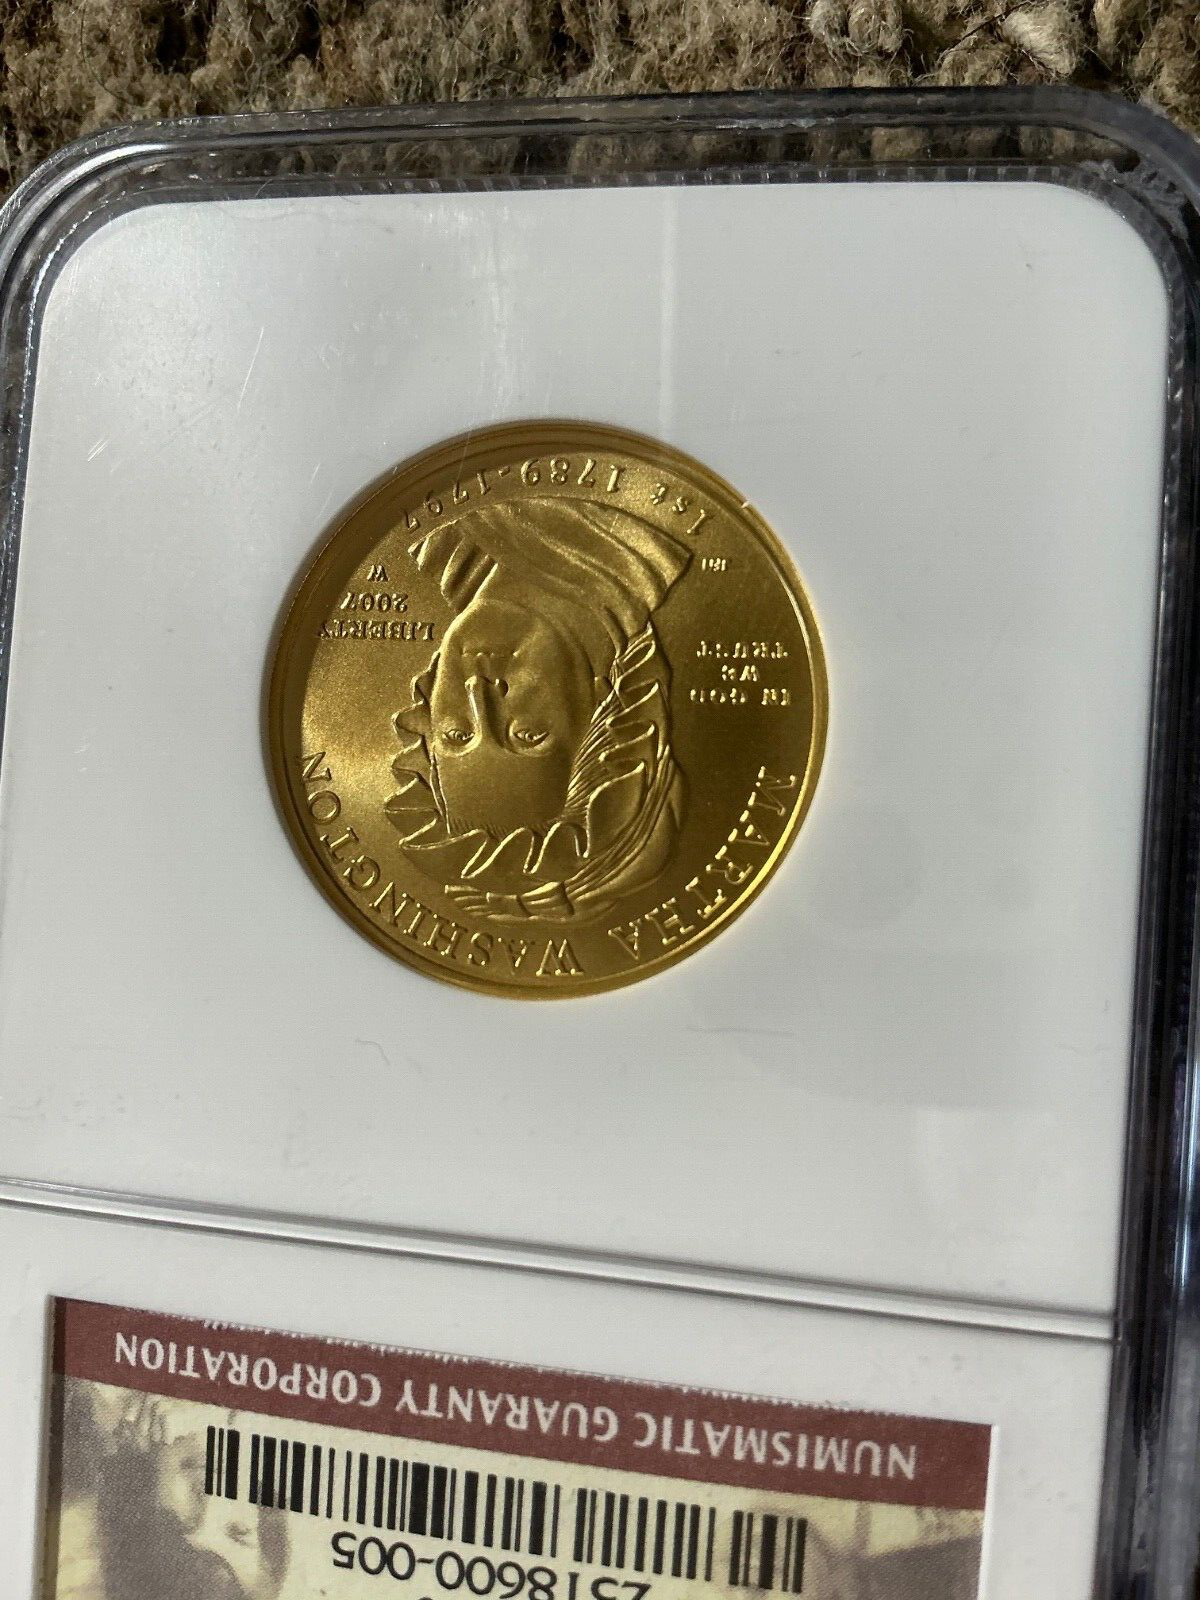 MARTHA WASHINGTON
IN GOD
WE
TRUST
LIBERTY
2007
W
1st 1789-1797
NUMISMATIC GUARANTY CORPORATION
2518600-005